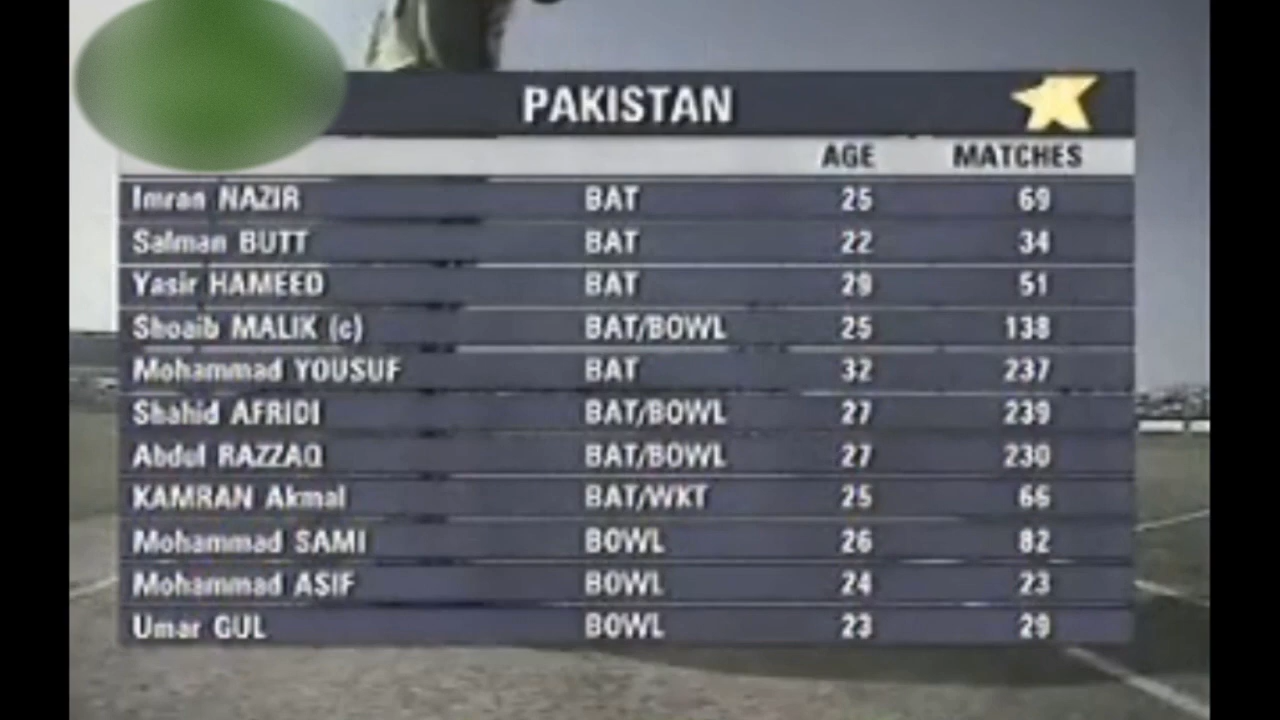 PAKISTAN
AGE MATCHES
Imran NAZIR BAT 25 69
Salman BUTT BAT 22 34
Yasir HAMEED BAT 29 51
Shoaib MALIK (c) BAT/BOWL 25 138
Mohammad YOUSUF BAT 32 237
Shahid AFRIDI BAT/BOWL 27 239
Abdul RAZZAQ BAT/BOWL 27 230
KAMRAN Akmal BAT/WKT 25 66
Mohammad SAMI BOWL 26 82
Mohammad ASIF BOWL 24 23
Umar GUL BOWL 23 29